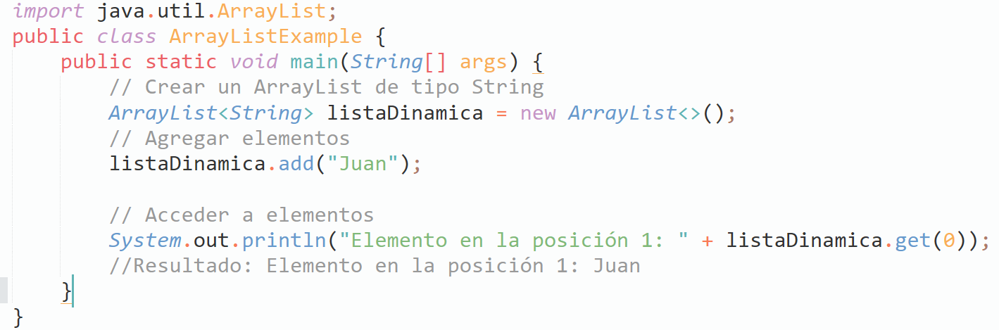 import java.util.ArrayList;
public class ArrayListExample {
    public static void main(String[] args) {
        // Crear un ArrayList de tipo String
        ArrayList<String> listaDinamica = new ArrayList<>();
        // Agregar elementos
        listaDinamica.add("Juan");

        // Acceder a elementos
        System.out.println("Elemento en la posición 1: " + listaDinamica.get(0));
        //Resultado: Elemento en la posición 1: Juan
    }
}